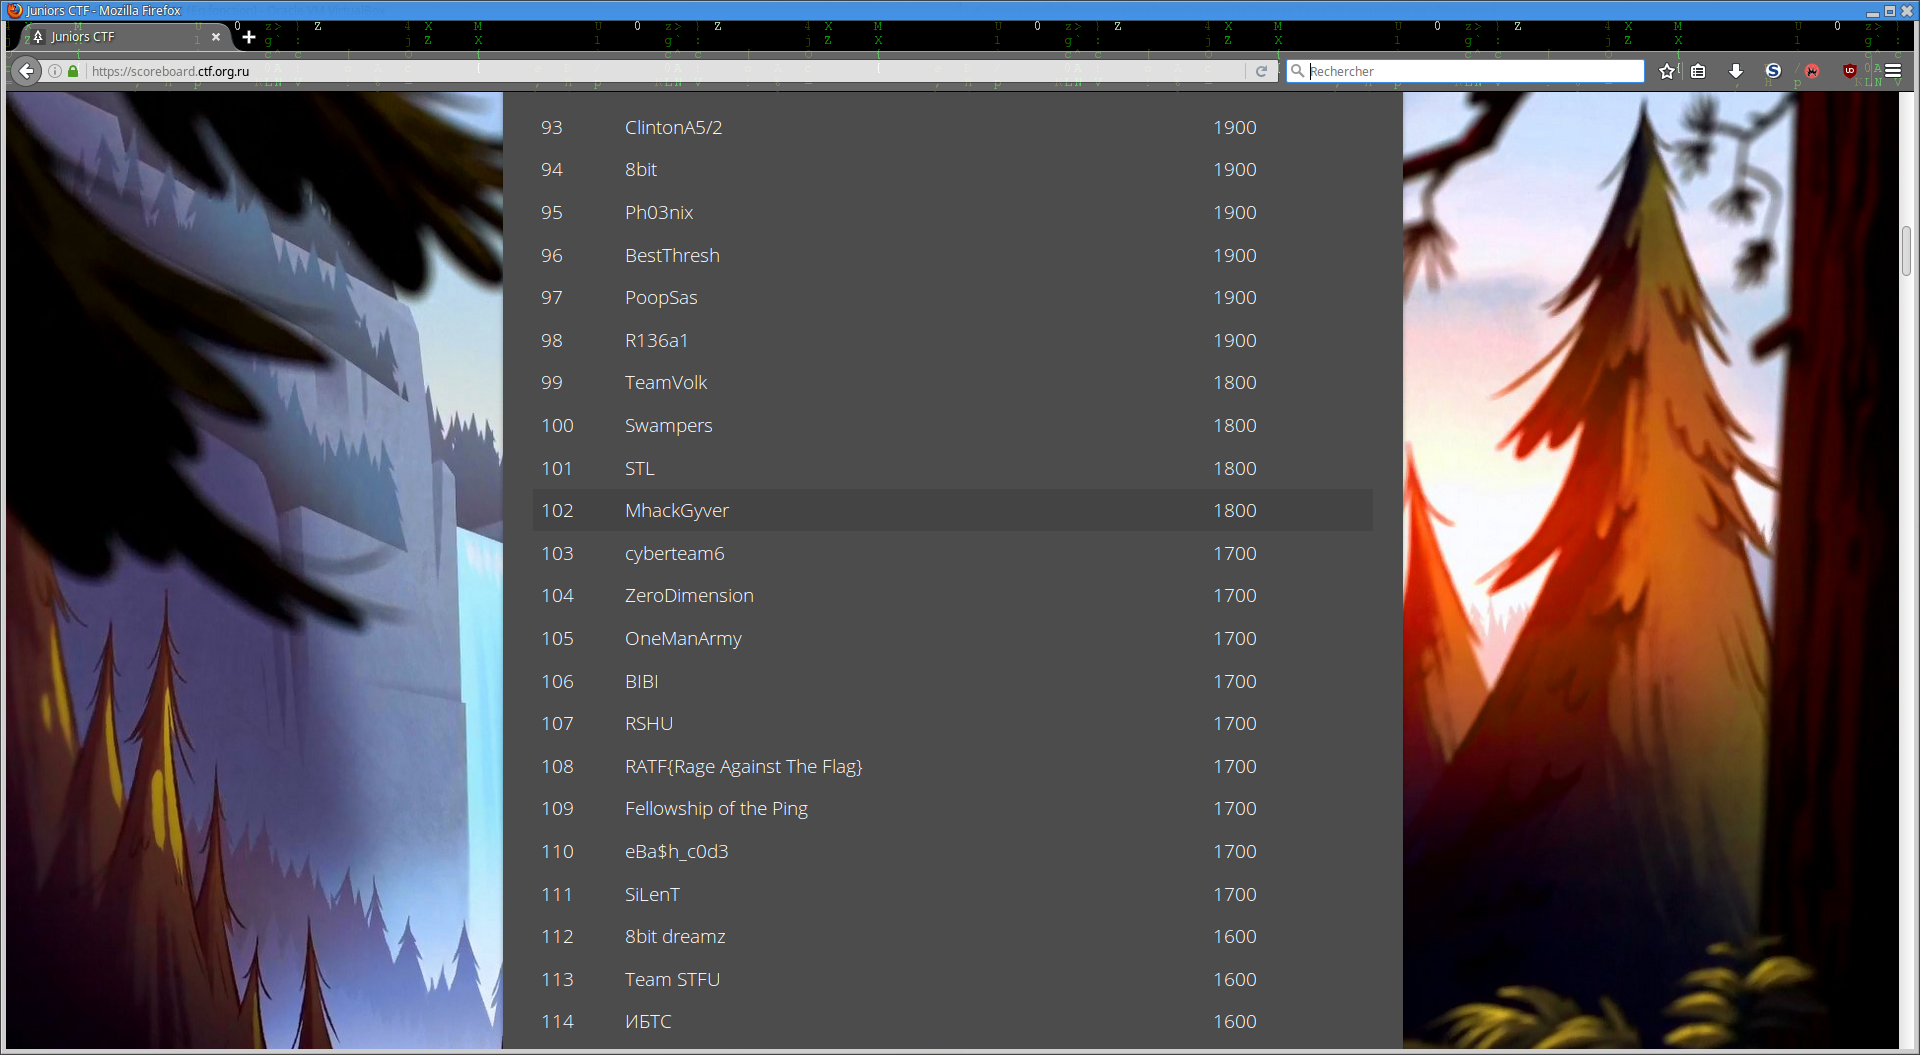 Juniors CTF - Mozilla Firefox
Juniors CTF
https://scoreboard.ctf.org.ru
Rechercher
93 ClintonA5/2 1900
94 8bit 1900
95 Ph03nix 1900
96 BestThresh 1900
97 PoopSas 1900
98 R136a1 1900
99 TeamVolk 1800
100 Swampers 1800
101 STL 1800
102 MhackGyver 1800
103 cyberteam6 1700
104 ZeroDimension 1700
105 OneManArmy 1700
106 BIBI 1700
107 RSHU 1700
108 RATF{Rage Against The Flag} 1700
109 Fellowship of the Ping 1700
110 eBa$h_c0d3 1700
111 SiLenT 1700
112 8bit dreamz 1600
113 Team STFU 1600
114 ИБТС 1600